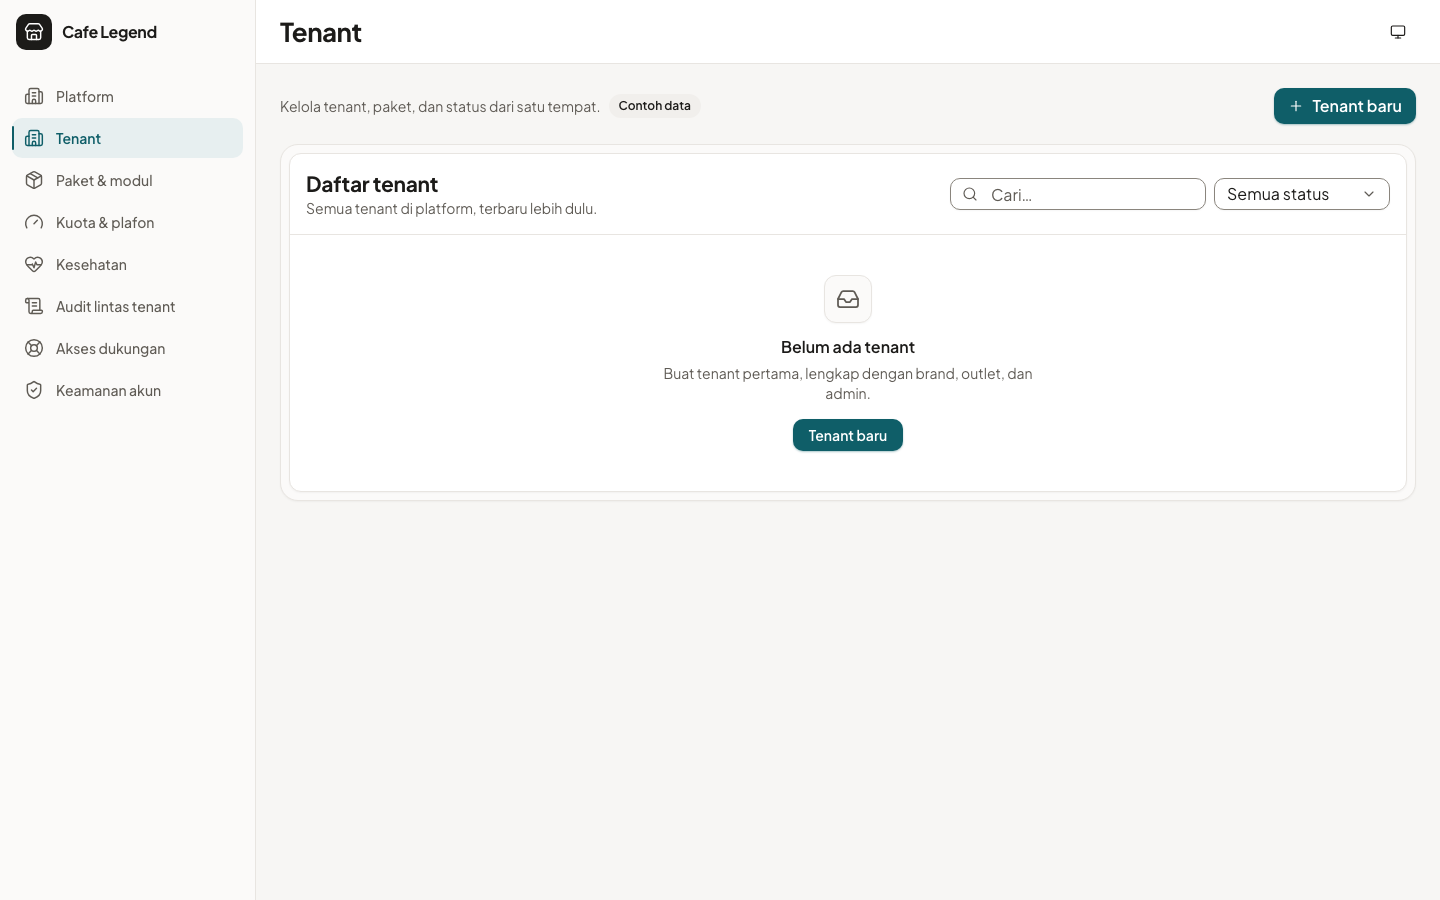 Cafe Legend
Tenant
Platform
Tenant
Paket & modul
Kuota & plafon
Kesehatan
Audit lintas tenant
Akses dukungan
Keamanan akun
Kelola tenant, paket, dan status dari satu tempat.
Contoh data
Tenant baru
Daftar tenant
Semua tenant di platform, terbaru lebih dulu.
Cari...
Semua status
Belum ada tenant
Buat tenant pertama, lengkap dengan brand, outlet, dan
admin.
Tenant baru